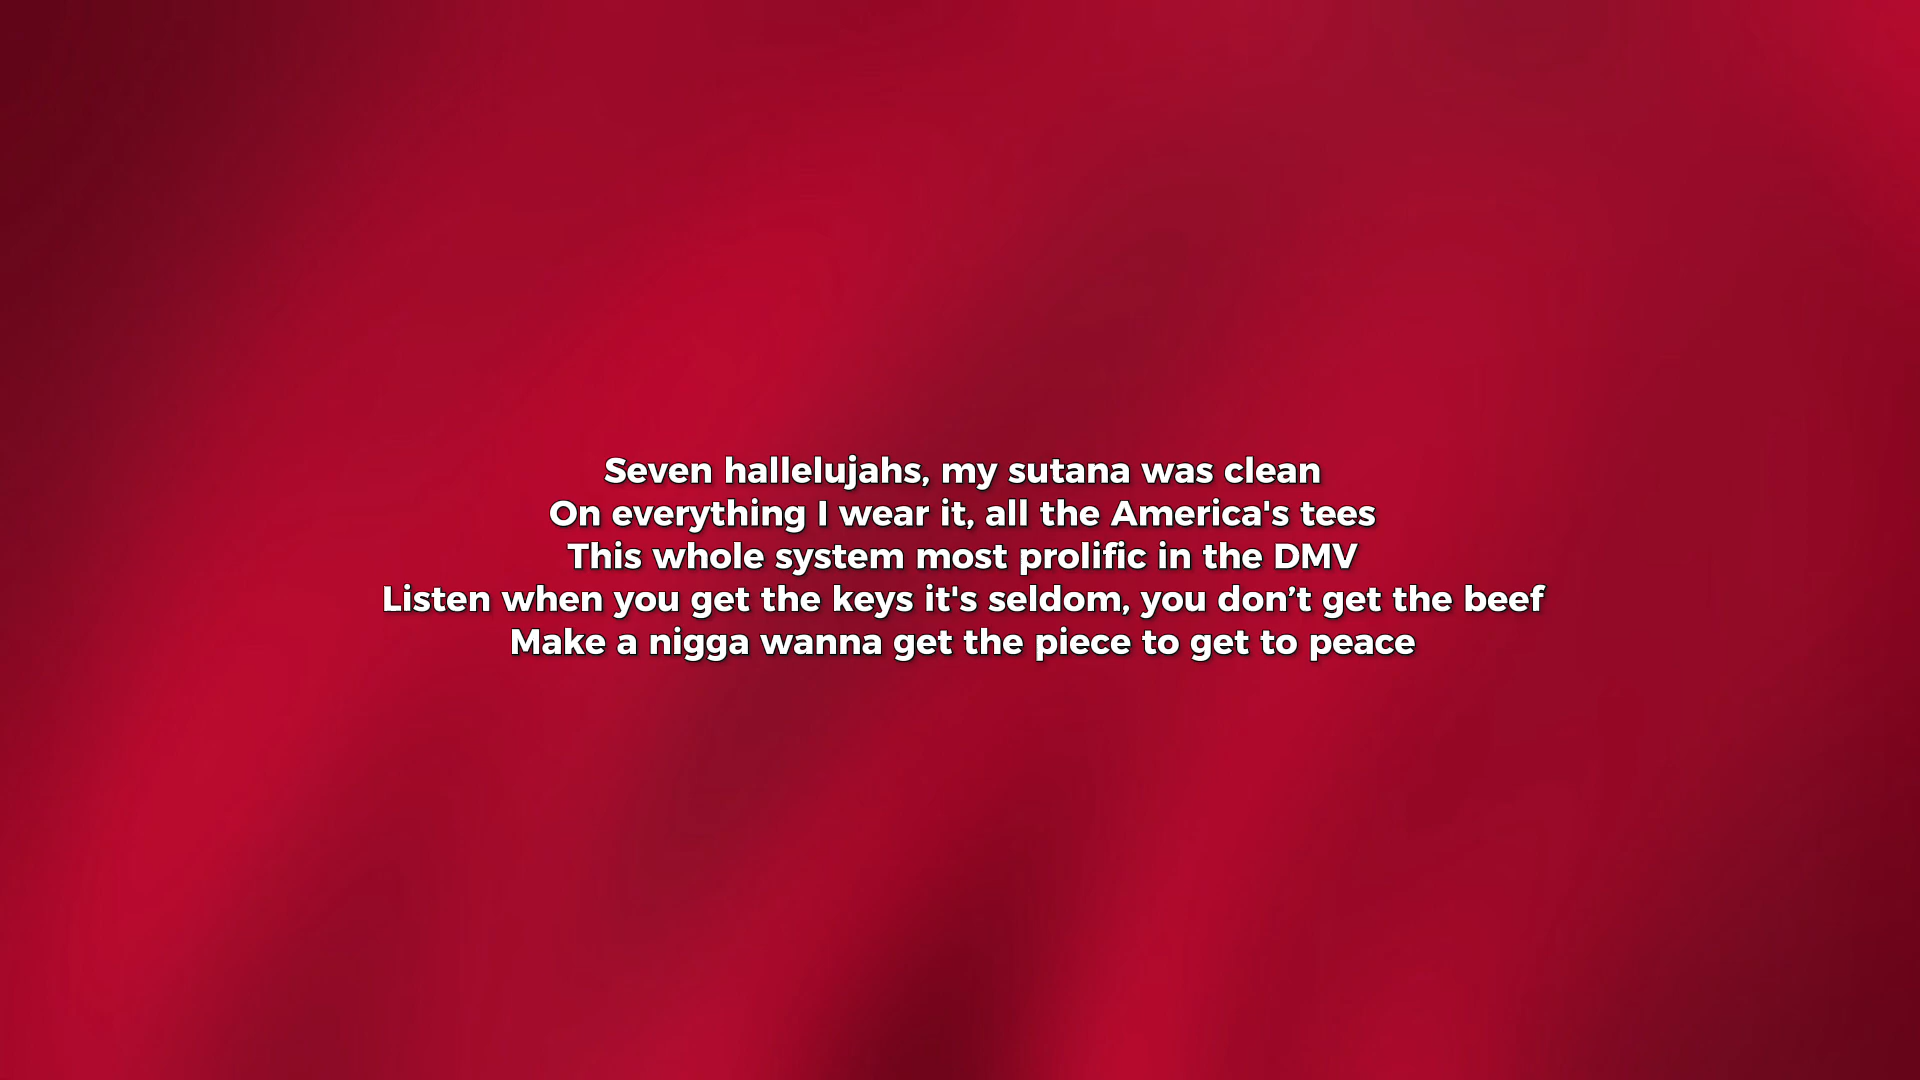 Seven hallelujahs, my sutana was clean
On everything I wear it, all the America's tees
This whole system most prolific in the DMV
Listen when you get the keys it's seldom, you don’t get the beef
Make a nigga wanna get the piece to get to peace